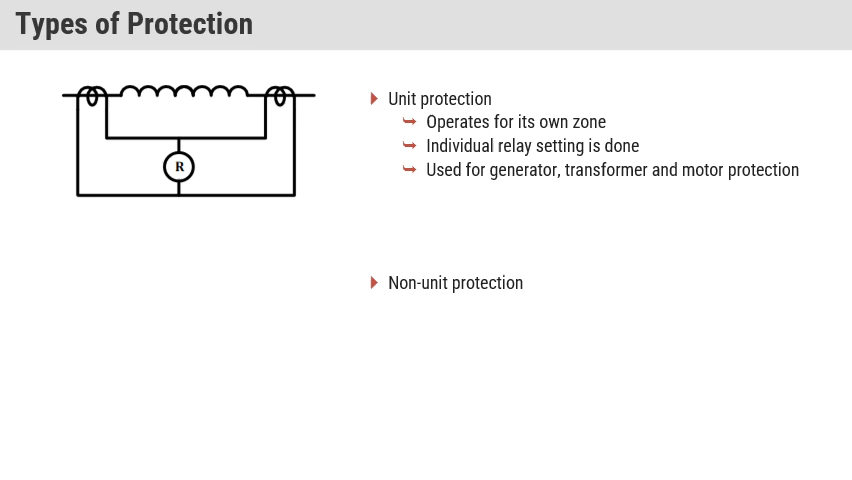 Types of Protection
R
Unit protection
Operates for its own zone
Individual relay setting is done
Used for generator, transformer and motor protection
Non-unit protection